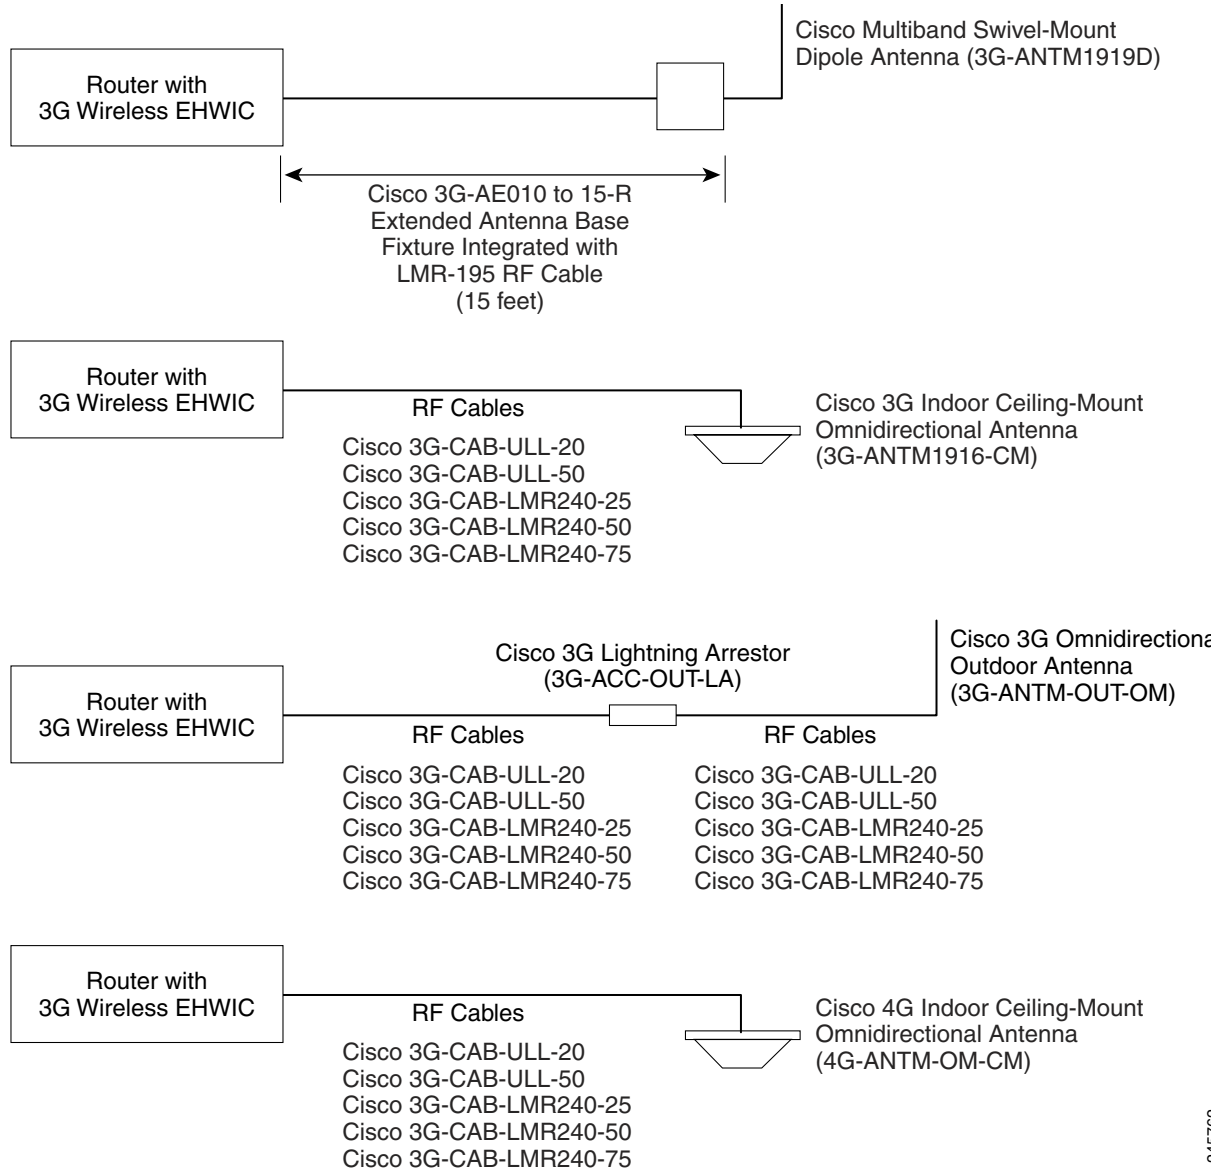 Cisco Multiband Swivel-Mount
Dipole Antenna (3G-ANTM1919D)
Router with
3G Wireless EHWIC
Cisco 3G-AE010 to 15-R
Extended Antenna Base
Fixture Integrated with
LMR-195 RF Cable
(15 feet)
Router with
3G Wireless EHWIC
RF Cables
Cisco 3G-CAB-ULL-20
Cisco 3G-CAB-ULL-50
Cisco 3G-CAB-LMR240-25
Cisco 3G-CAB-LMR240-50
Cisco 3G-CAB-LMR240-75
Cisco 3G Indoor Ceiling-Mount
Omnidirectional Antenna
(3G-ANTM1916-CM)
Cisco 3G Lightning Arrestor
(3G-ACC-OUT-LA)
Cisco 3G Omnidirectiona
Outdoor Antenna
(3G-ANTM-OUT-OM)
Router with
3G Wireless EHWIC
RF Cables
Cisco 3G-CAB-ULL-20
Cisco 3G-CAB-ULL-50
Cisco 3G-CAB-LMR240-25
Cisco 3G-CAB-LMR240-50
Cisco 3G-CAB-LMR240-75
RF Cables
Cisco 3G-CAB-ULL-20
Cisco 3G-CAB-ULL-50
Cisco 3G-CAB-LMR240-25
Cisco 3G-CAB-LMR240-50
Cisco 3G-CAB-LMR240-75
Router with
3G Wireless EHWIC
RF Cables
Cisco 3G-CAB-ULL-20
Cisco 3G-CAB-ULL-50
Cisco 3G-CAB-LMR240-25
Cisco 3G-CAB-LMR240-50
Cisco 3G-CAB-LMR240-75
Cisco 4G Indoor Ceiling-Mount
Omnidirectional Antenna
(4G-ANTM-OM-CM)